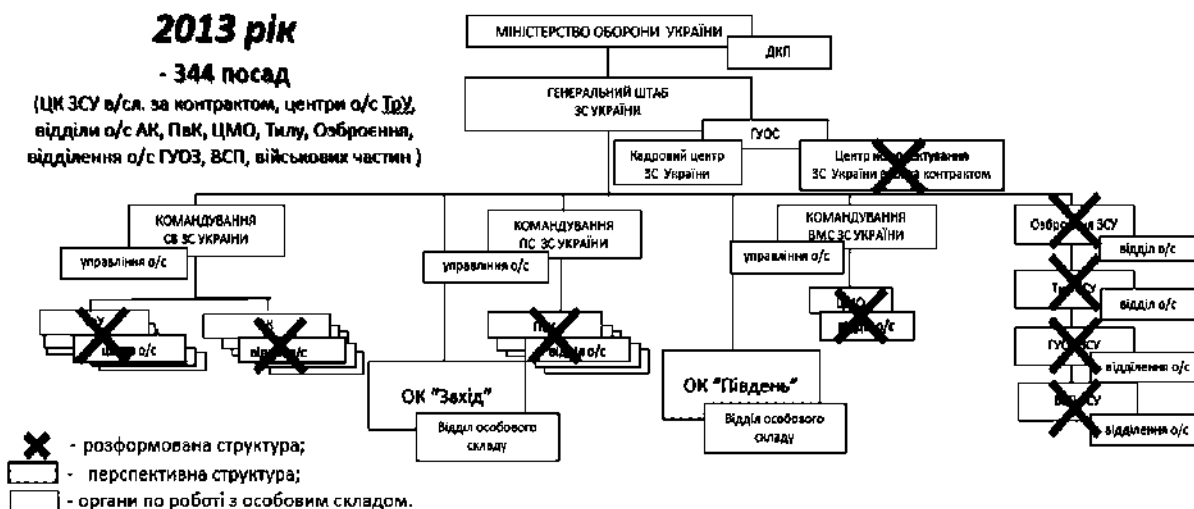 2013 рік
- 344 посад
(ЦК ЗСУ в/сл. за контрактом, центри о/с ТрУ,
відділи о/с АК, ПвК, ЦМО, Тилу, Озброєння,
відділення о/с ГУОЗ, ВСП, військових частин )
МІНІСТЕРСТВО ОБОРОНИ УКРАЇНИ
ДКП
ГЕНЕРАЛЬНИЙ ШТАБ
ЗС УКРАЇНИ
ГУОС
Кадровий центр
ЗС України
Центр
ЗС України контрактом
КОМАНДУВАННЯ
СВ ЗС УКРАЇНИ
управління о/с
КОМАНДУВАННЯ
ПС ЗС УКРАЇНИ
управління о/с
КОМАНДУВАННЯ
ВМС ЗС УКРАЇНИ
управління о/с
ЗСУ
відділ о/с
відділ о/с
відділення о/с
відділення о/с
о/с
о/с
о/с
о/с
ОК "Захід"
Відділ особового
складу
ОК "Південь"
Відділ особового
складу
- розформована структура;
- перспективна структура;
- органи по роботі з особовим складом.